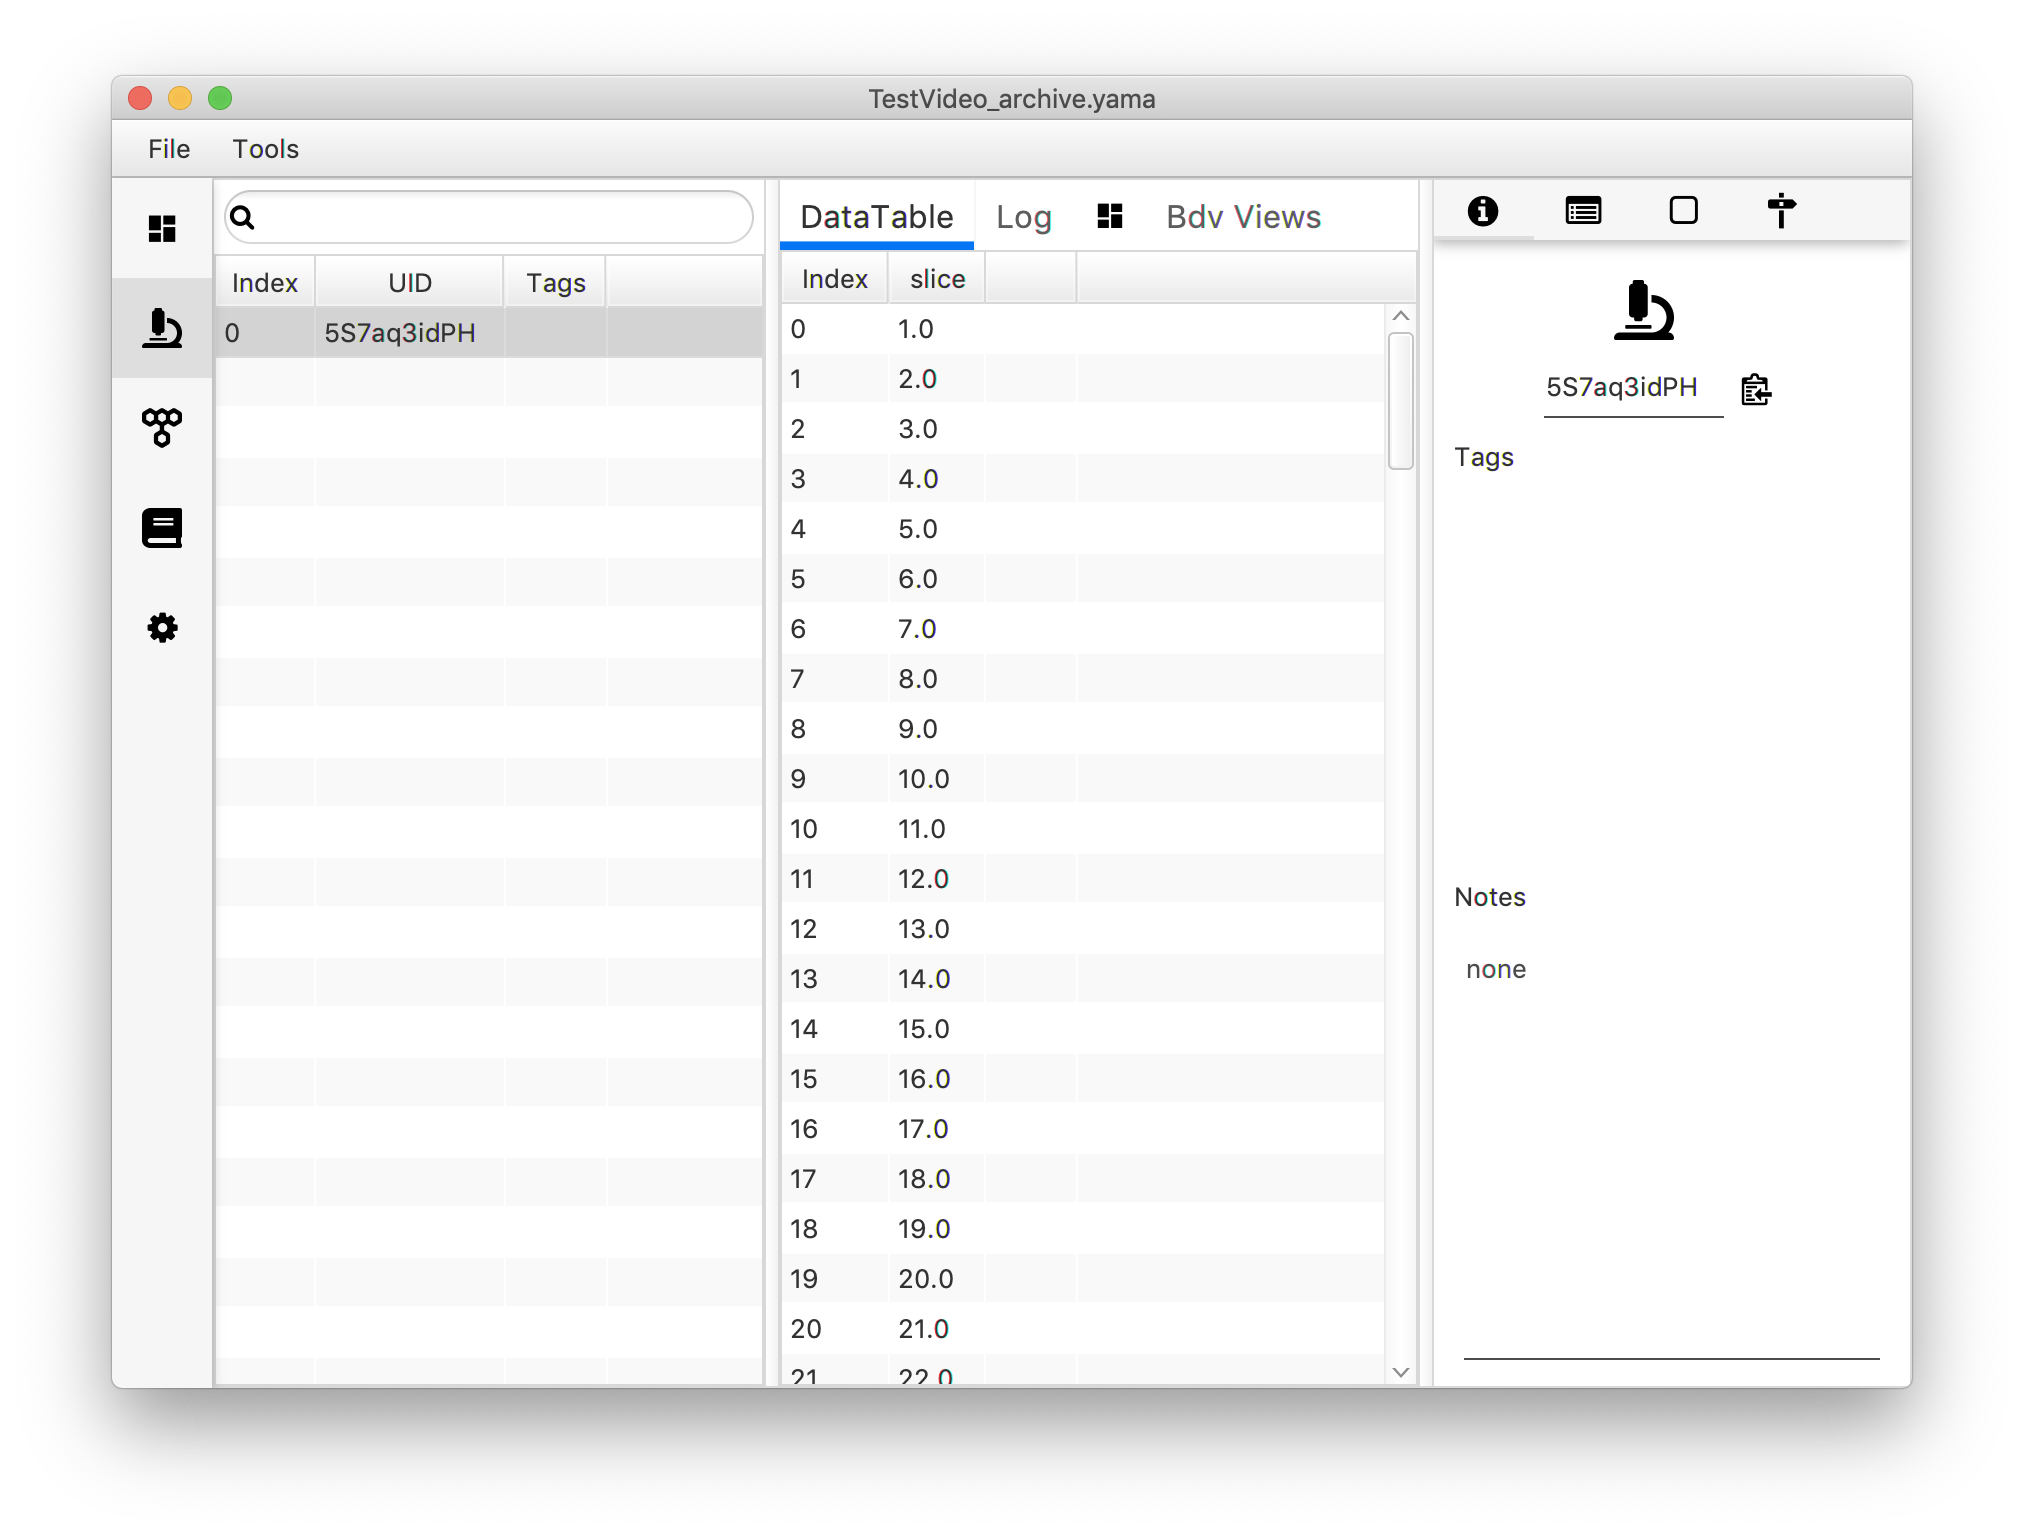 TestVideo_archive.yama
File Tools
DataTable Log Bdv Views
Index UID Tags
0 5S7aq3idPH
Index slice
0 1.0
1 2.0
2 3.0
3 4.0
4 5.0
5 6.0
6 7.0
7 8.0
8 9.0
9 10.0
10 11.0
11 12.0
12 13.0
13 14.0
14 15.0
15 16.0
16 17.0
17 18.0
18 19.0
19 20.0
20 21.0
21 22.0
5S7aq3idPH
Tags
Notes
none